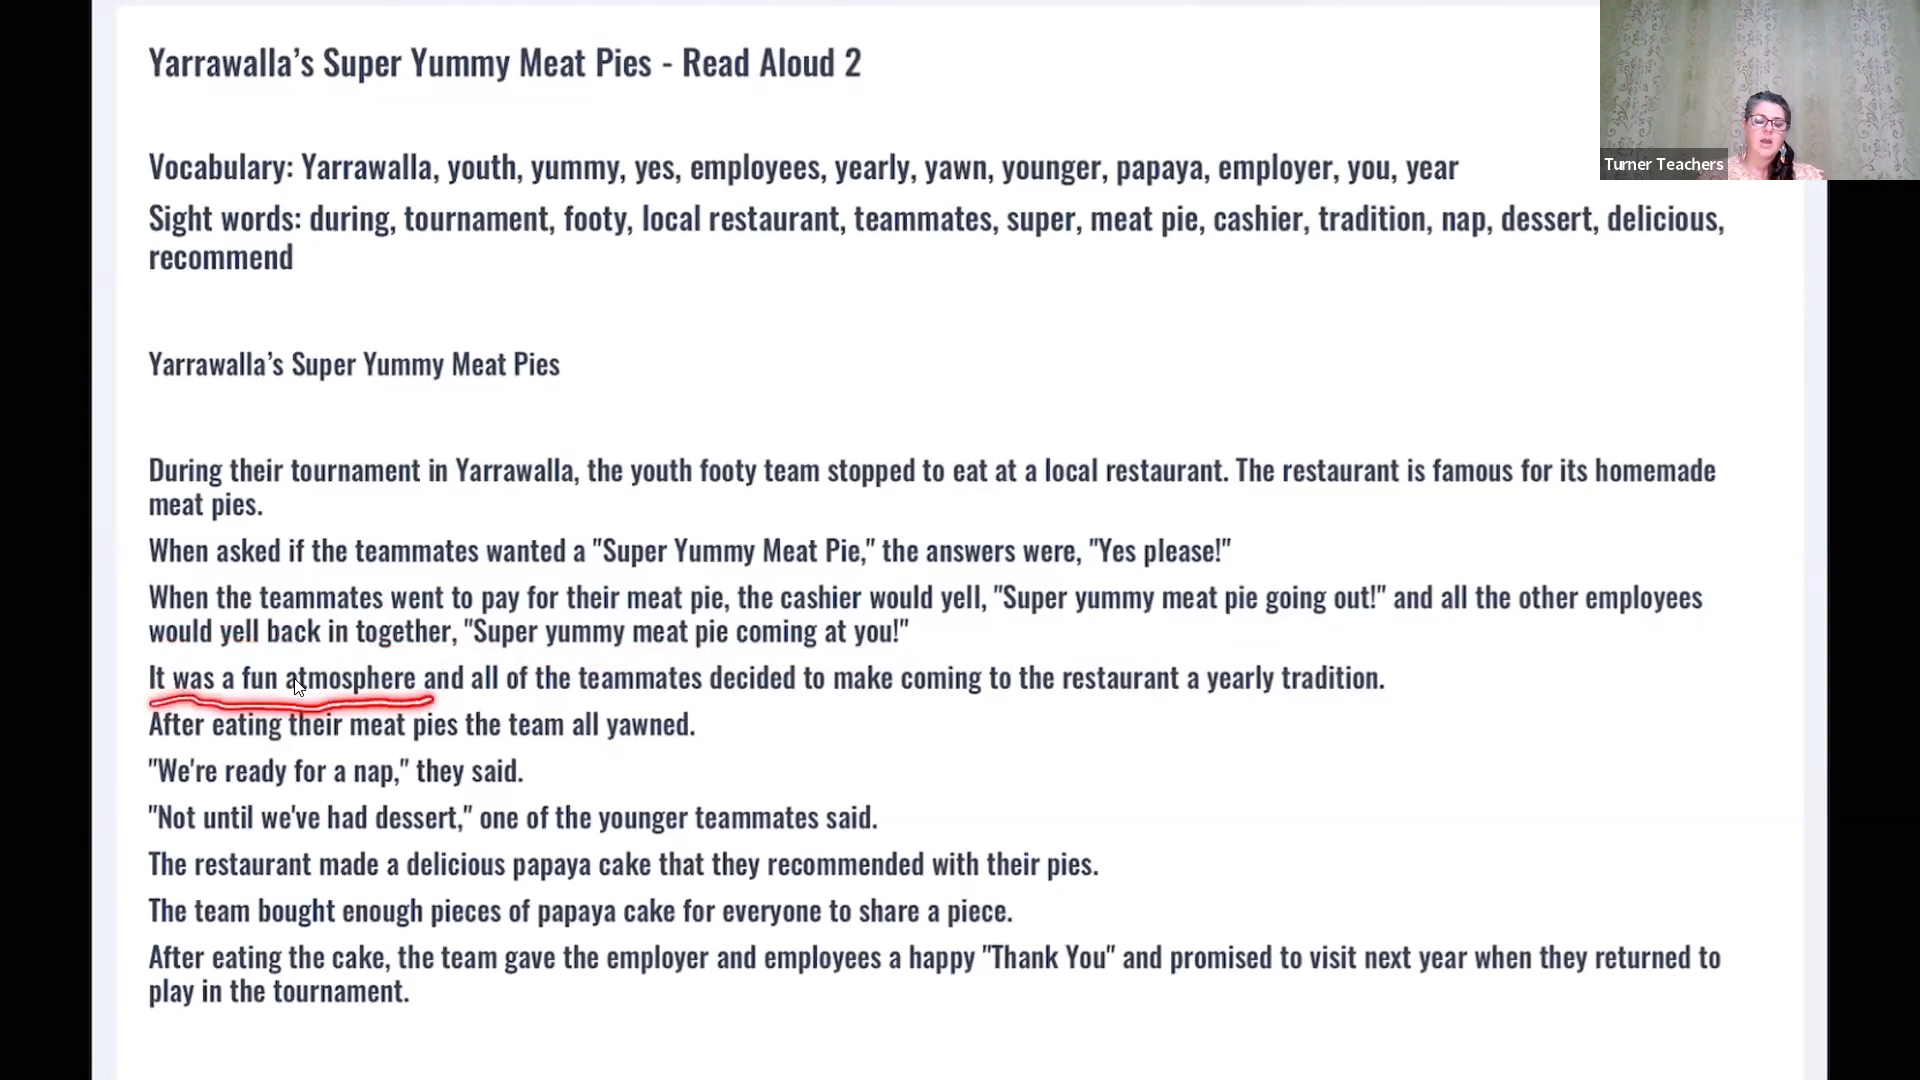 Yarrawalla’s Super Yummy Meat Pies - Read Aloud 2
Turner Teachers
Vocabulary: Yarrawalla, youth, yummy, yes, employees, yearly, yawn, younger, papaya, employer, you, year
Sight words: during, tournament, footy, local restaurant, teammates, super, meat pie, cashier, tradition, nap, dessert, delicious,
recommend
Yarrawalla’s Super Yummy Meat Pies
During their tournament in Yarrawalla, the youth footy team stopped to eat at a local restaurant. The restaurant is famous for its homemade
meat pies.
When asked if the teammates wanted a "Super Yummy Meat Pie," the answers were, "Yes please!"
When the teammates went to pay for their meat pie, the cashier would yell, "Super yummy meat pie going out!" and all the other employees
would yell back in together, "Super yummy meat pie coming at you!"
It was a fun atmosphere and all of the teammates decided to make coming to the restaurant a yearly tradition.
After eating their meat pies the team all yawned.
"We're ready for a nap," they said.
"Not until we've had dessert," one of the younger teammates said.
The restaurant made a delicious papaya cake that they recommended with their pies.
The team bought enough pieces of papaya cake for everyone to share a piece.
After eating the cake, the team gave the employer and employees a happy "Thank You" and promised to visit next year when they returned to
play in the tournament.